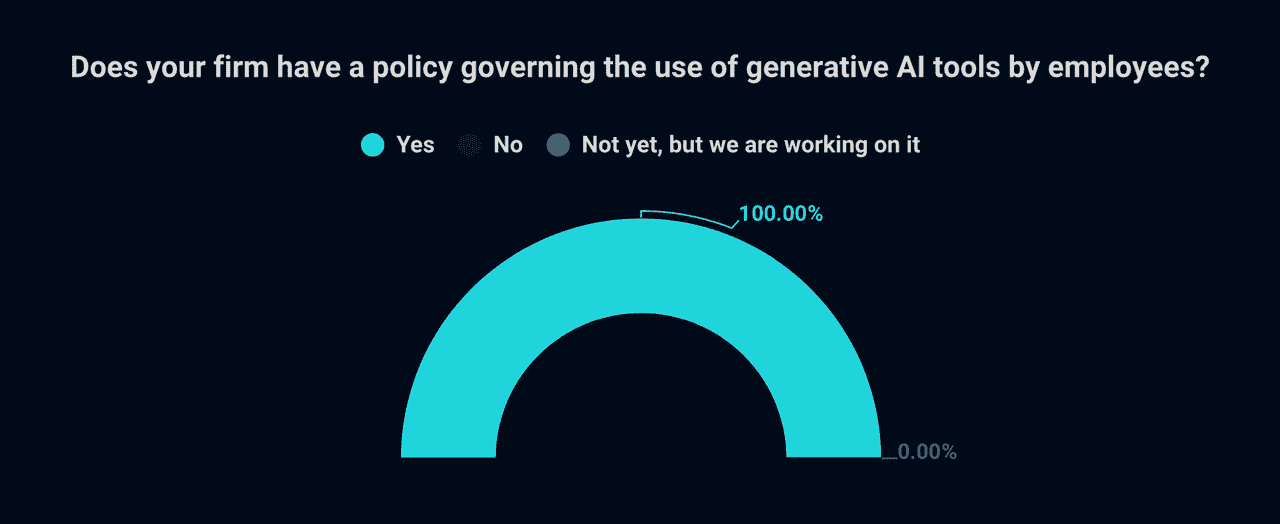 Does your firm have a policy governing the use of generative AI tools by employees?
Yes No Not yet, but we are working on it
100.00%
0.00%